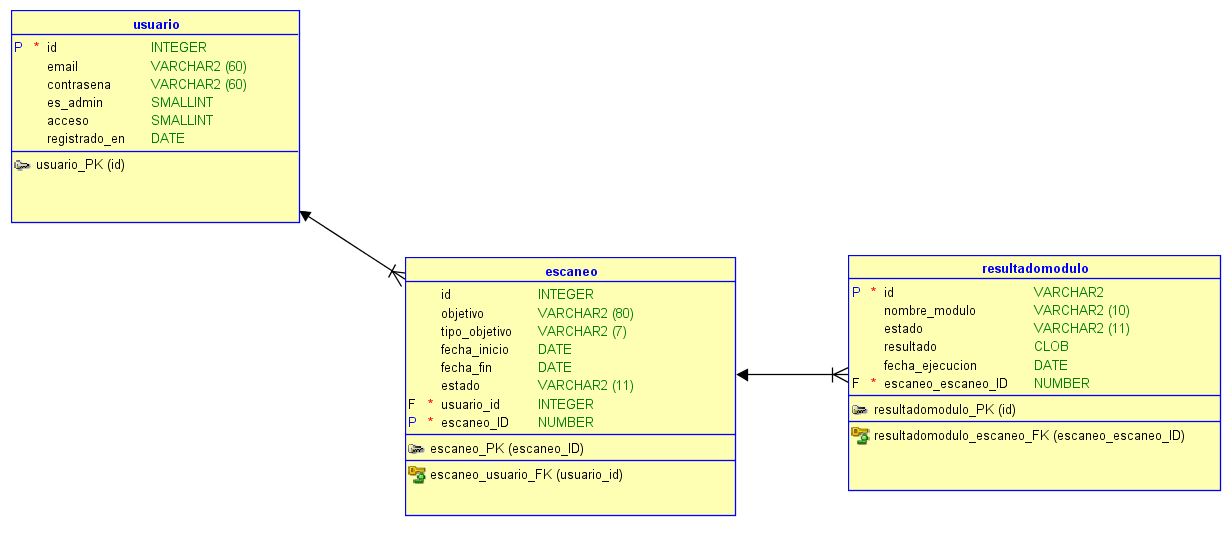 usuario
P * id INTEGER
email VARCHAR2 (60)
contrasena VARCHAR2 (60)
es_admin SMALLINT
acceso SMALLINT
registrado_en DATE
usuario_PK (id)
escaneo
id INTEGER
objetivo VARCHAR2 (80)
tipo_objetivo VARCHAR2 (7)
fecha_inicio DATE
fecha_fin DATE
estado VARCHAR2 (11)
F * usuario_id INTEGER
P * escaneo_ID NUMBER
escaneo_PK (escaneo_ID)
escaneo_usuario_FK (usuario_id)
resultadomodulo
P * id VARCHAR2
nombre_modulo VARCHAR2 (10)
estado VARCHAR2 (11)
resultado CLOB
fecha_ejecucion DATE
F * escaneo_escaneo_ID NUMBER
resultadomodulo_PK (id)
resultadomodulo_escaneo_FK (escaneo_escaneo_ID)